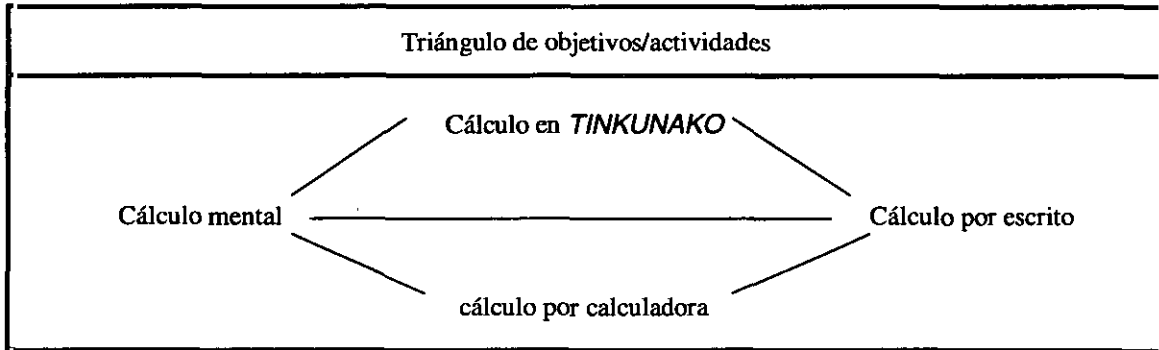 Triángulo de objetivos/actividades
Cálculo en TINKUNAKO
Cálculo mental
Cálculo por escrito
cálculo por calculadora